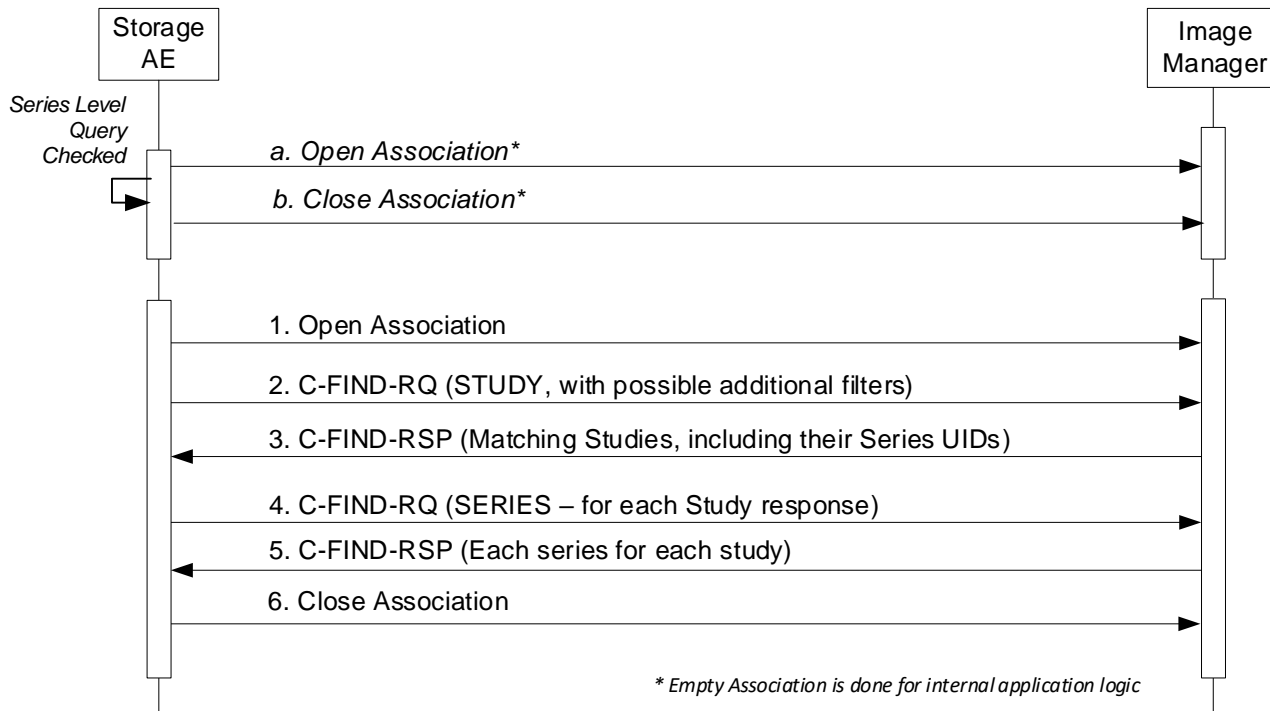 Storage
AE
Image
Manager
Series Level
Query
Checked
a. Open Association*
b. Close Association*
1. Open Association
2. C-FIND-RQ (STUDY, with possible additional filters)
3. C-FIND-RSP (Matching Studies, including their Series UIDs)
4. C-FIND-RQ (SERIES – for each Study response)
5. C-FIND-RSP (Each series for each study)
6. Close Association
* Empty Association is done for internal application logic